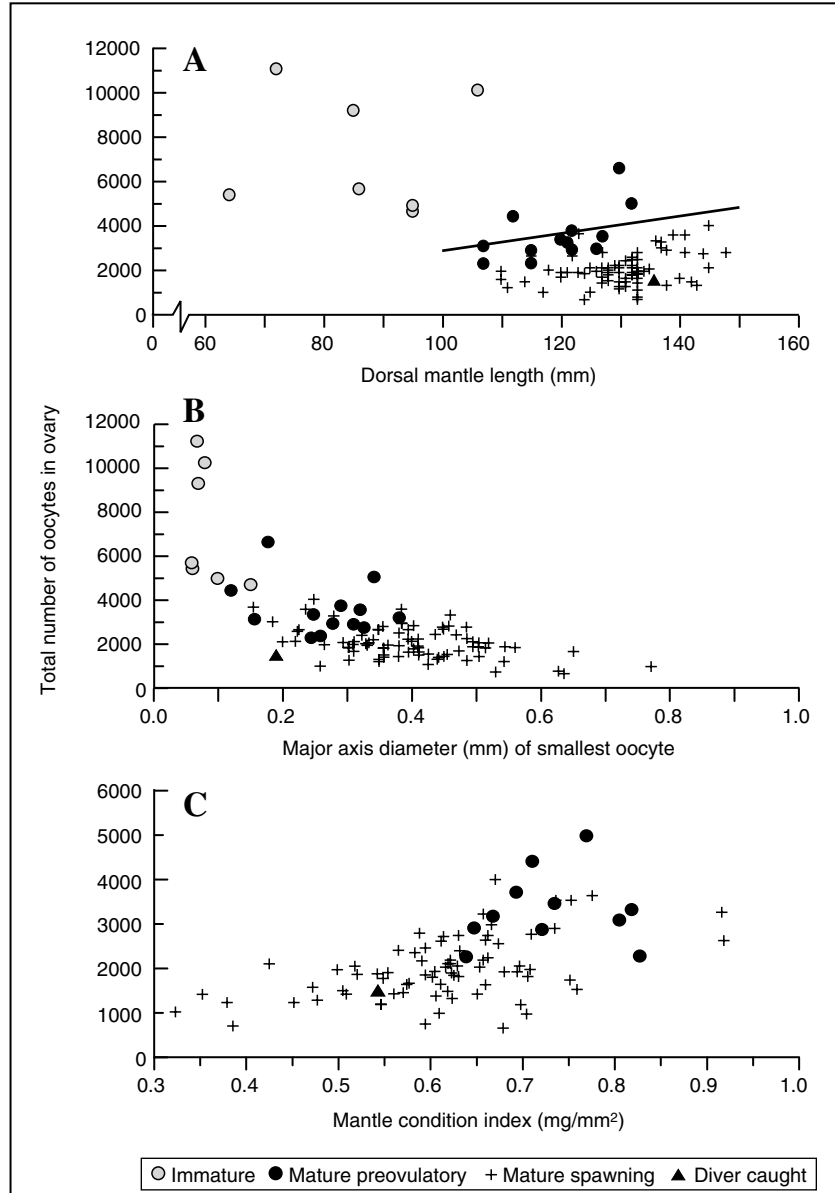 A
12000
10000
8000
6000
4000
2000
0
0 60 80 100 120 140 160
Dorsal mantle length (mm)
Total number of oocytes in ovary
B
12000
10000
8000
6000
4000
2000
0
0.0 0.2 0.4 0.6 0.8 1.0
Major axis diameter (mm) of smallest oocyte
C
6000
5000
4000
3000
2000
1000
0
0.3 0.4 0.5 0.6 0.7 0.8 0.9 1.0
Mantle condition index (mg/mm²)
Immature Mature preovulatory Mature spawning Diver caught